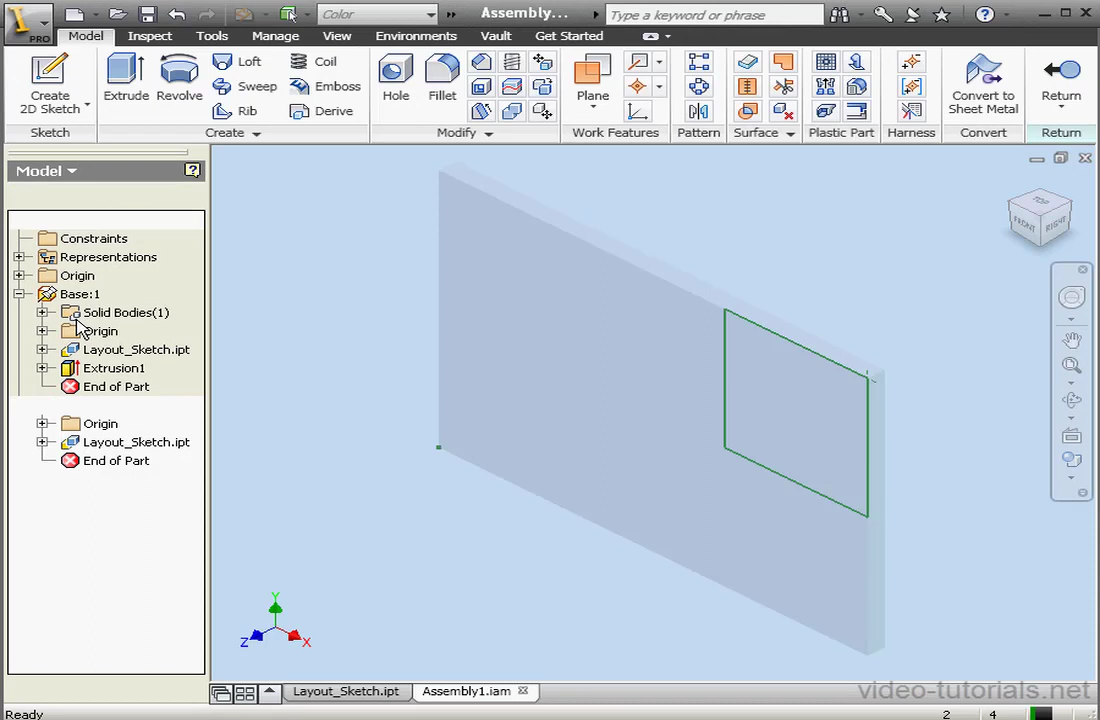 PRO
Color
Assembly...
Type a keyword or phrase
Model
Inspect
Tools
Manage
View
Environments
Vault
Get Started
Create
2D Sketch
Extrude
Revolve
Loft
Sweep
Rib
Coil
Emboss
Derive
Hole
Fillet
Plane
Convert to
Sheet Metal
Return
Sketch
Create
Modify
Work Features
Pattern
Surface
Plastic Part
Harness
Convert
Return
Model
Constraints
Representations
Origin
Base:1
Solid Bodies(1)
Origin
Layout_Sketch.ipt
Extrusion1
End of Part
Origin
Layout_Sketch.ipt
End of Part
TOP
FRONT
RIGHT
Y
Z
X
Layout_Sketch.ipt
Assembly1.iam
video-tutorials.net
Ready
2
4